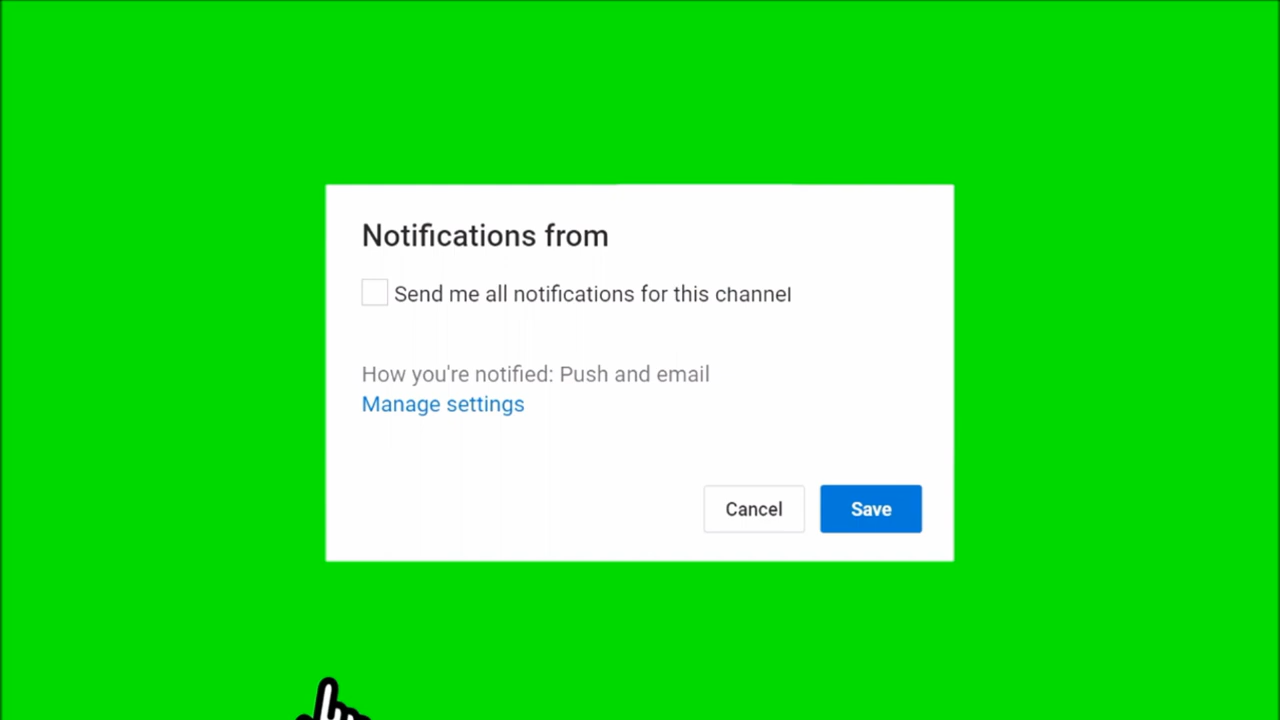 Notifications from
Send me all notifications for this channel
How you're notified: Push and email
Manage settings
Cancel
Save